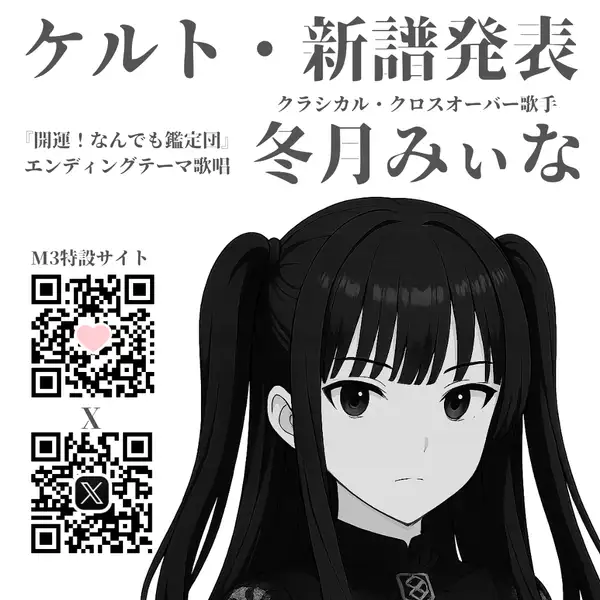 ケルト・新譜発表
クラシカル・クロスオーバー歌手
『開運！なんでも鑑定団』
エンディングテーマ歌唱
冬月みぃな
M3特設サイト
X